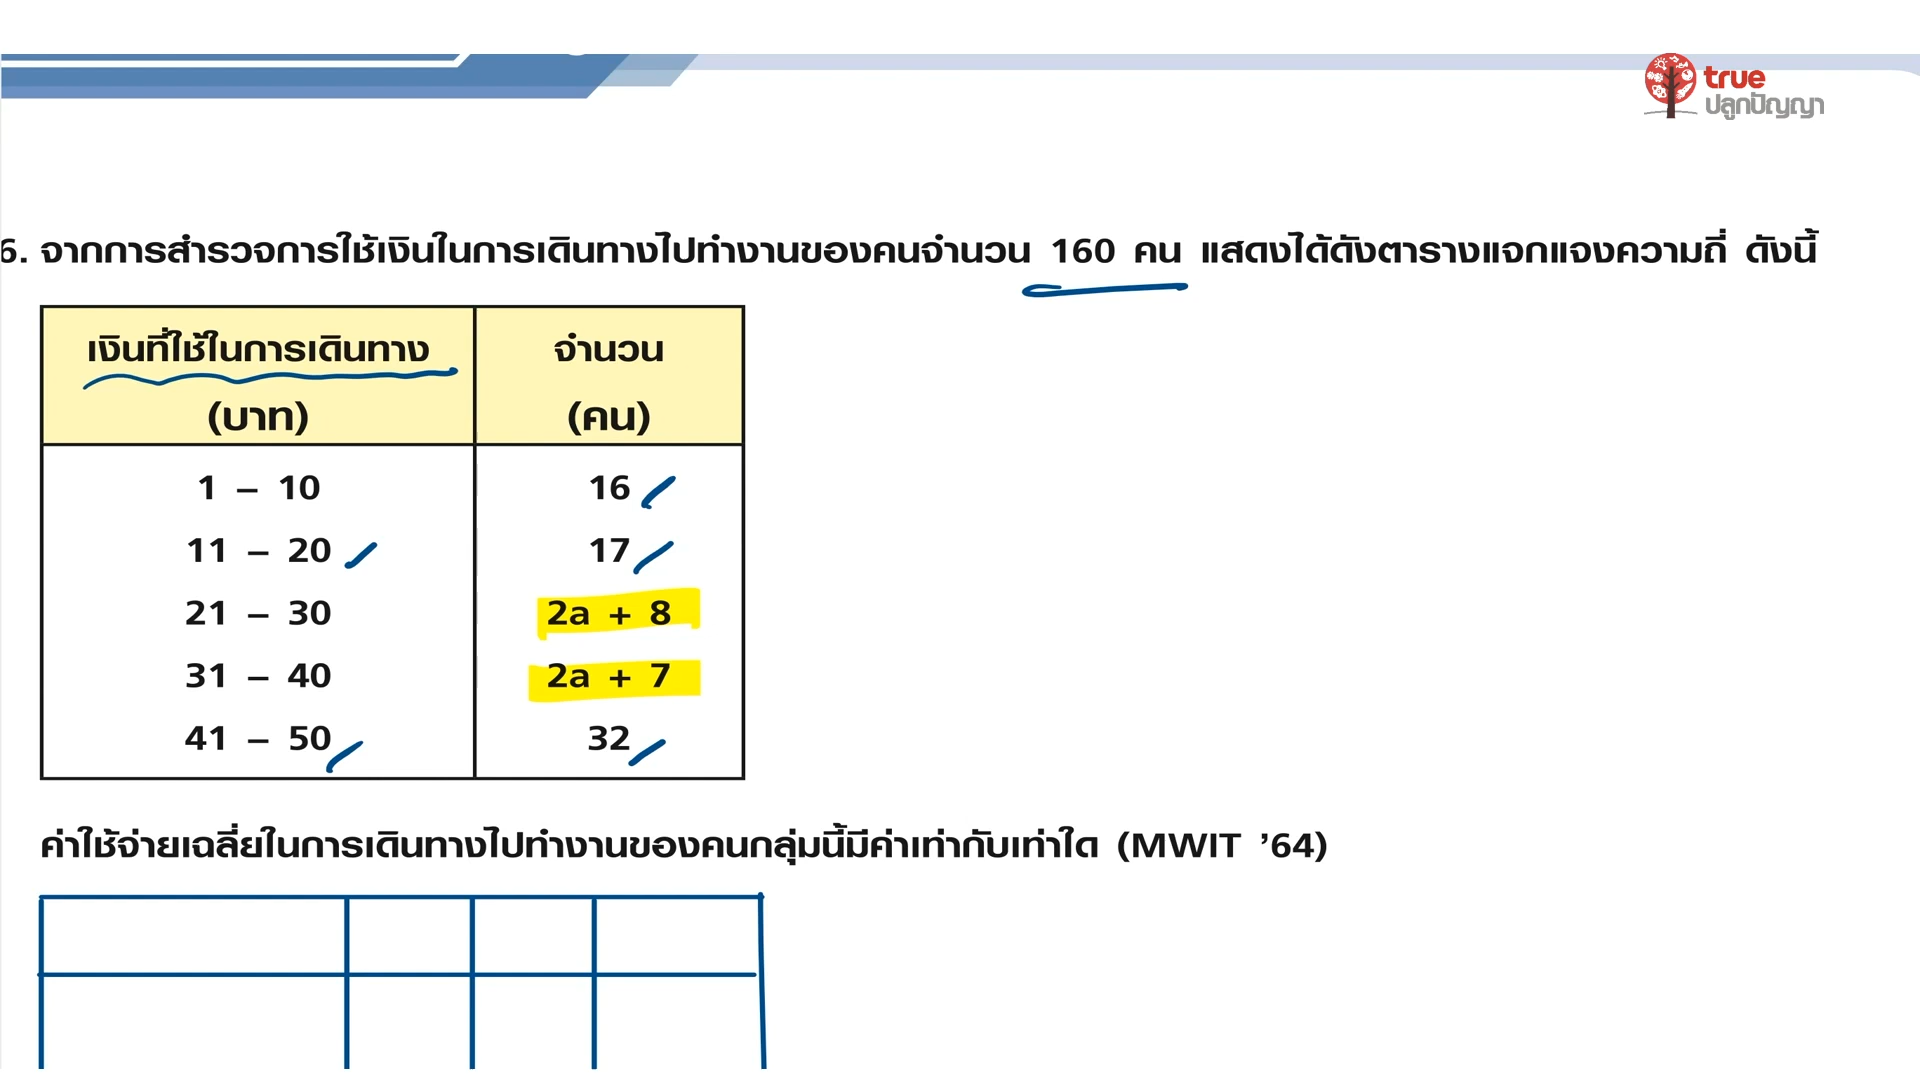 true
ปลูกปัญญา
6. จากการสำรวจการใช้เงินในการเดินทางไปทำงานของคนจำนวน 160 คน แสดงได้ดังตารางแจกแจงความถี่ ดังนี้
เงินที่ใช้ในการเดินทาง จำนวน
(บาท) (คน)
1 – 10 16
11 – 20 17
21 – 30 2a + 8
31 – 40 2a + 7
41 – 50 32
ค่าใช้จ่ายเฉลี่ยในการเดินทางไปทำงานของคนกลุ่มนี้มีค่าเท่ากับเท่าใด (MWIT ’64)